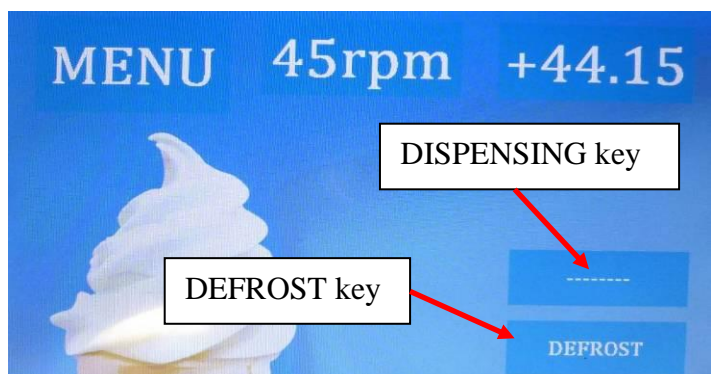 MENU 45rpm +44.15
DISPENSING key
--------
DEFROST key
DEFROST